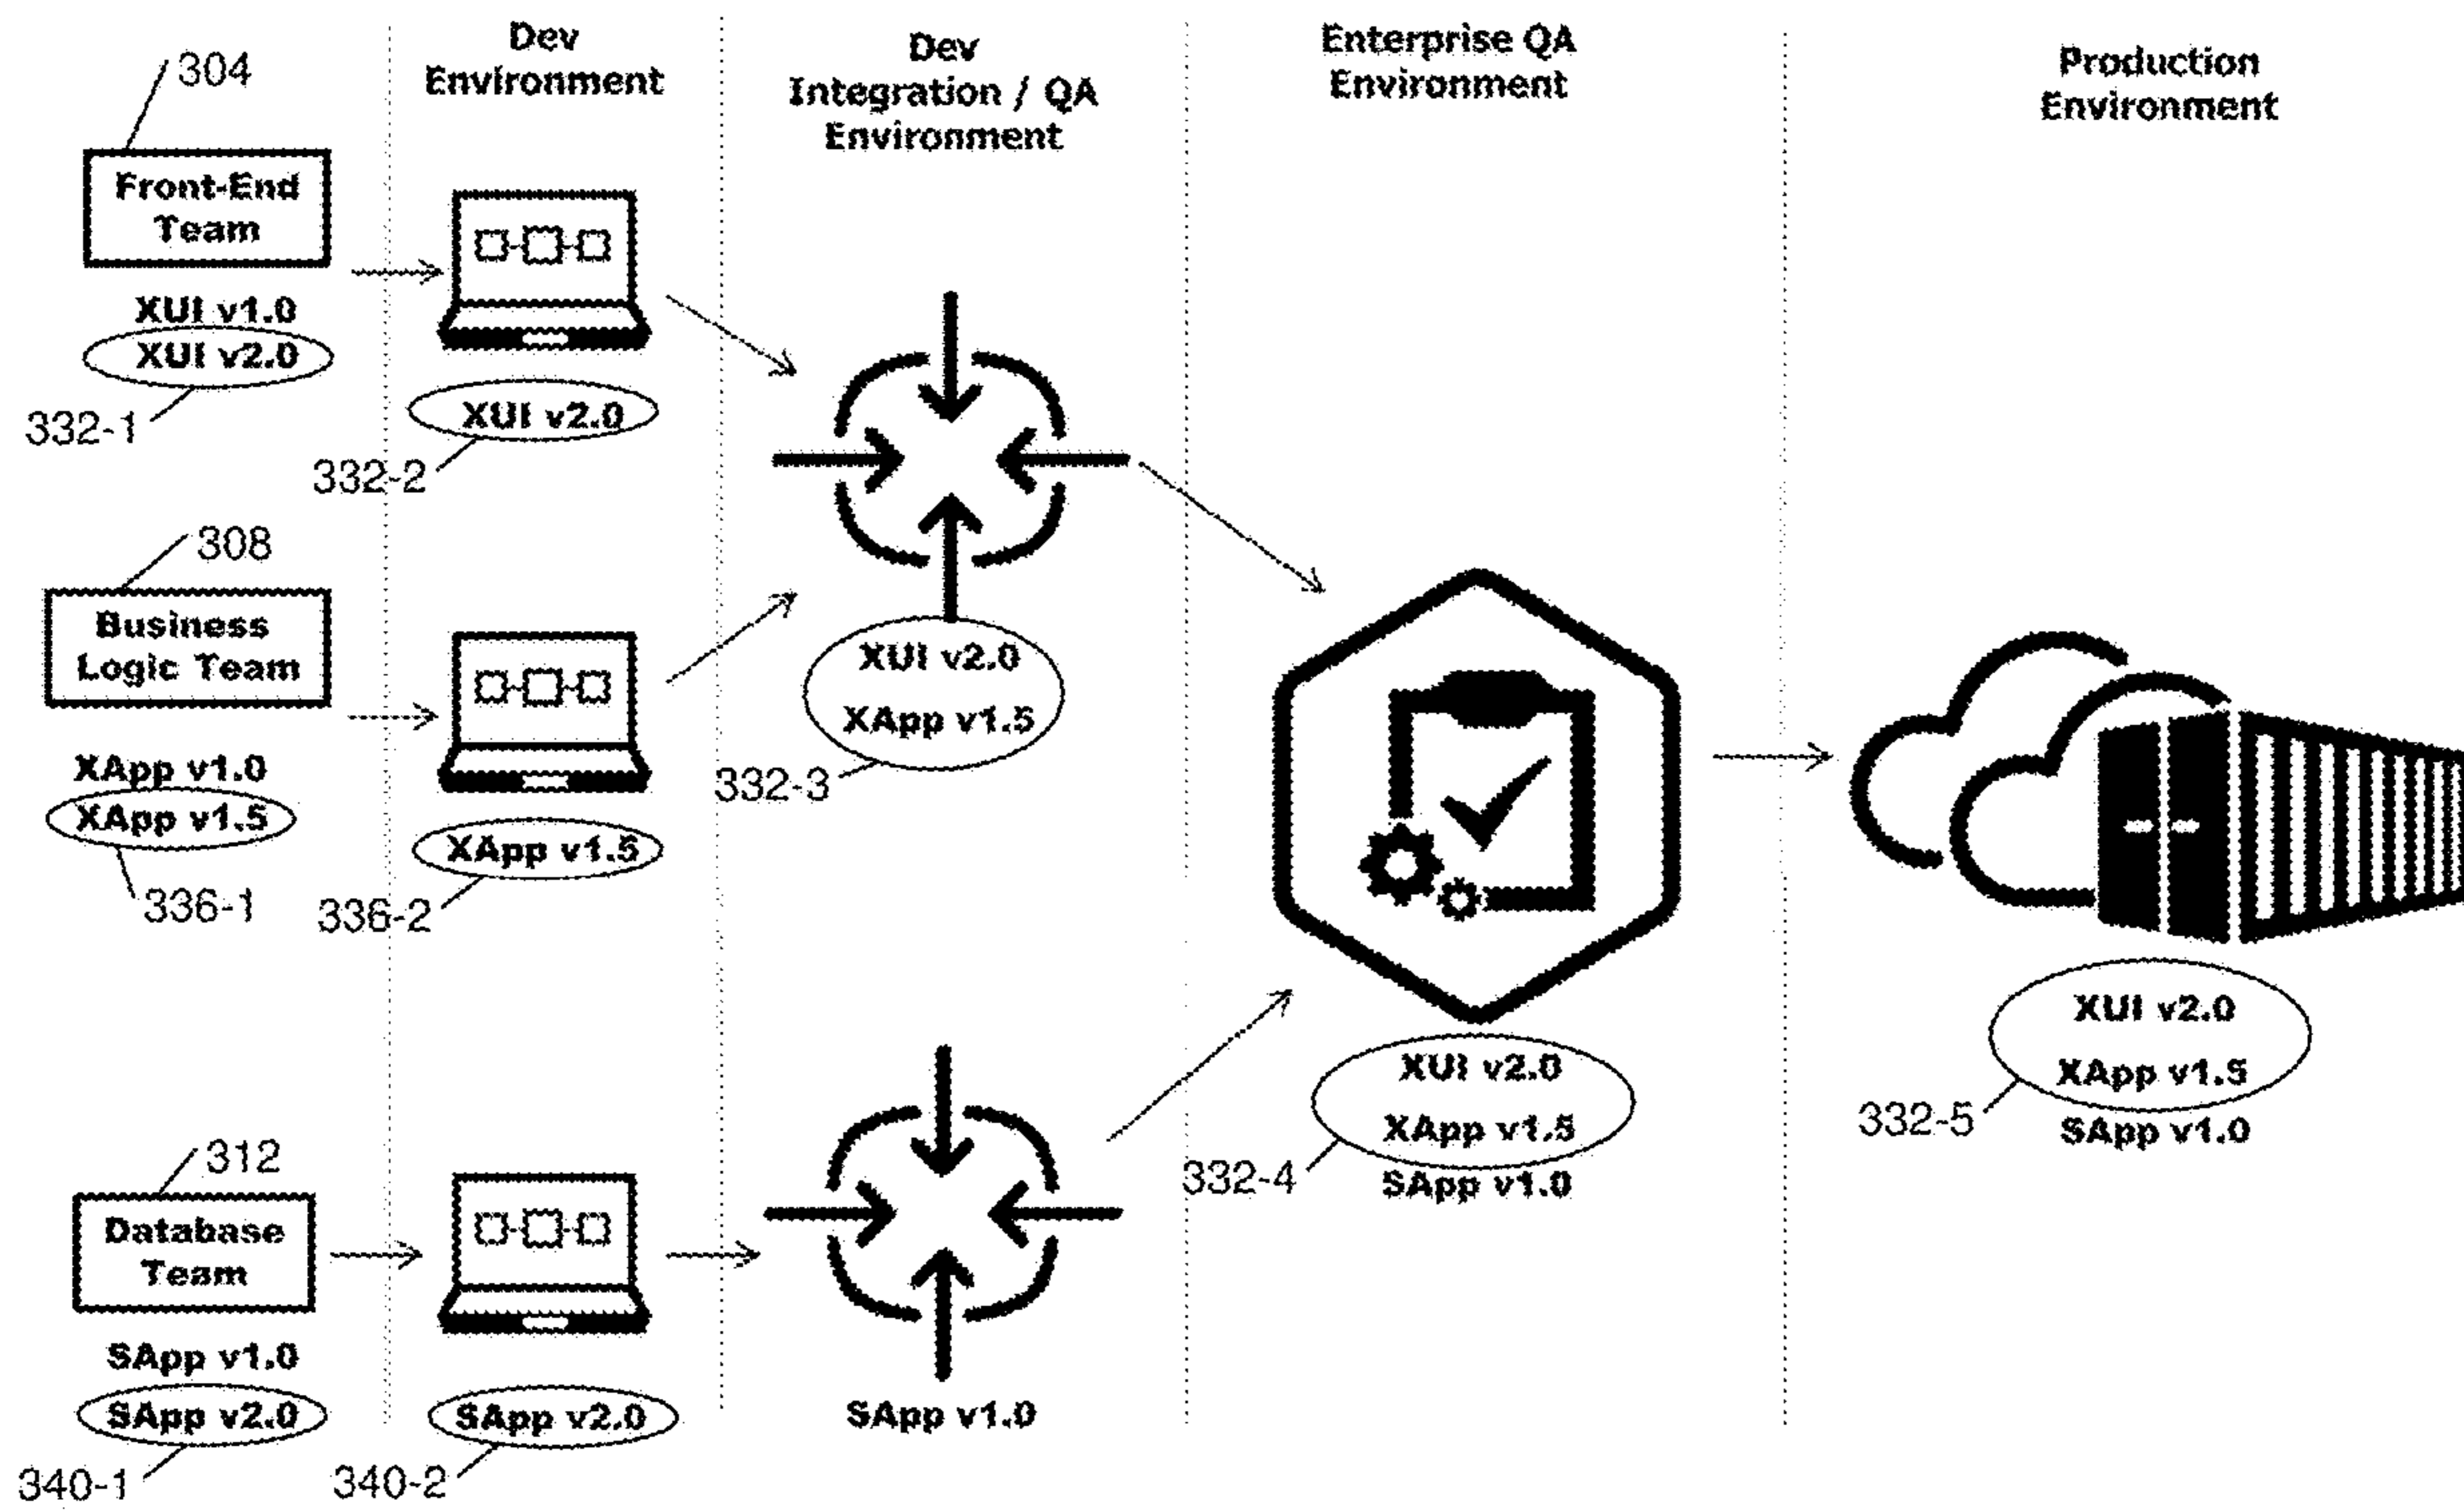 304
Front-End
Team
XUI v1.0
XUI v2.0
332-1
308
Business
Logic Team
XApp v1.0
XApp v1.5
336-1
312
Database
Team
SApp v1.0
SApp v2.0
340-1
Dev
Environment
XUI v2.0
332-2
XApp v1.5
336-2
SApp v2.0
340-2
Dev
Integration / QA
Environment
XUI v2.0
XApp v1.5
332-3
SApp v1.0
Enterprise QA
Environment
XUI v2.0
XApp v1.5
332-4
SApp v1.0
Production
Environment
XUI v2.0
XApp v1.5
332-5
SApp v1.0